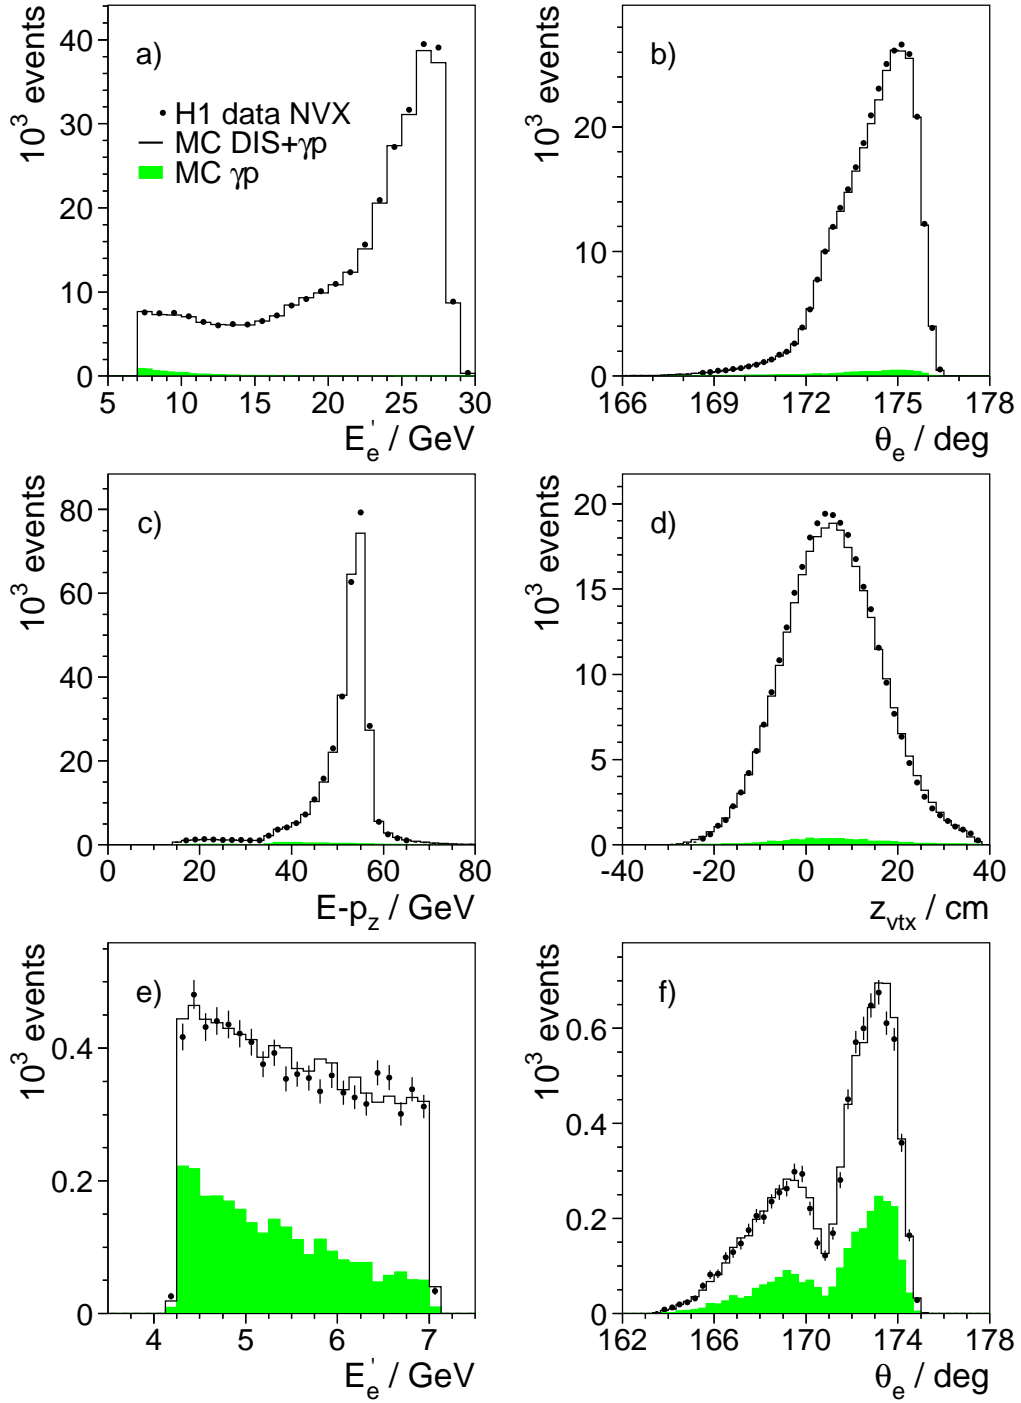 a)
10³ events
40
30
20
10
0
• H1 data NVX
— MC DIS+γp
MC γp
5 10 15 20 25 30
E'ₑ / GeV
b)
10³ events
20
10
0
166 169 172 175 178
θₑ / deg
c)
10³ events
80
60
40
20
0
0 20 40 60 80
E-p_z / GeV
d)
10³ events
20
15
10
5
0
-40 -20 0 20 40
z_vtx / cm
e)
10³ events
0.4
0.2
0
4 5 6 7
E'ₑ / GeV
f)
10³ events
0.6
0.4
0.2
0
162 166 170 174 178
θₑ / deg